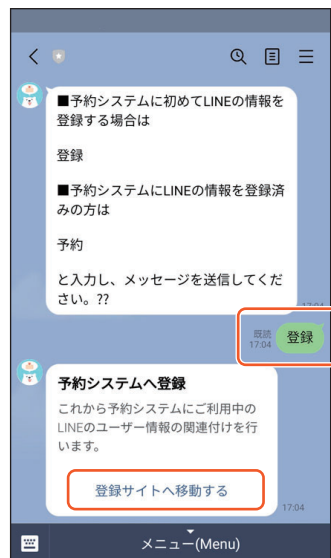 ■予約システムに初めてLINEの情報を
登録する場合は
登録
■予約システムにLINEの情報を登録済
みの方は
予約
と入力し、メッセージを送信してくだ
さい。??
17:04
既読
17:04
登録
予約システムへ登録
これから予約システムにご利用中の
LINEのユーザー情報の関連付けを行
います。
登録サイトへ移動する
17:04
メニュー(Menu)